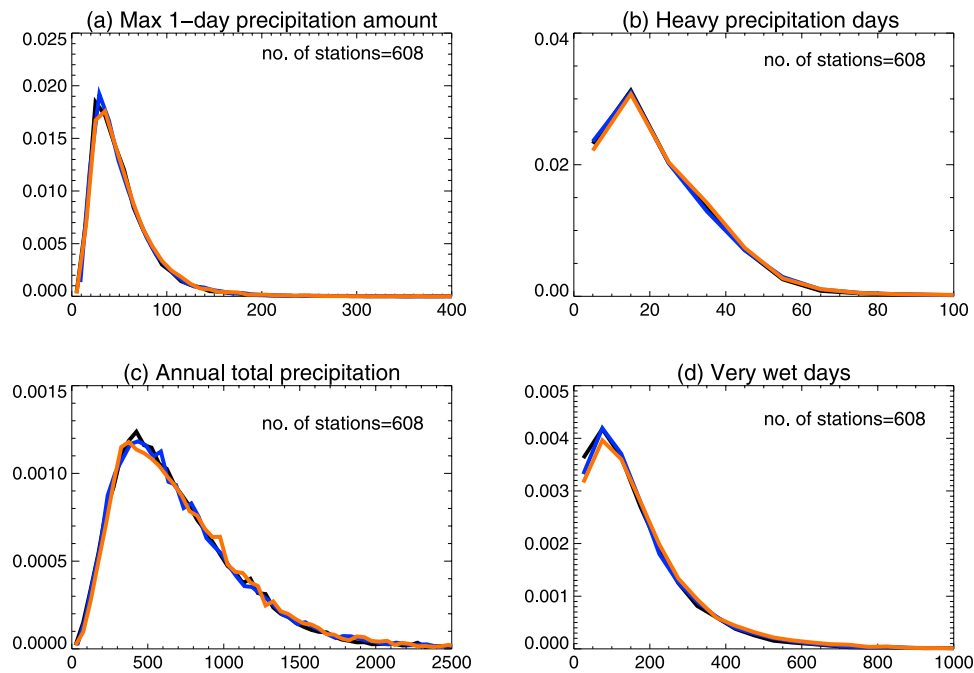 (a) Max 1−day precipitation amount
no. of stations=608
0.025
0.020
0.015
0.010
0.005
0.000
0 100 200 300 400
(b) Heavy precipitation days
no. of stations=608
0.04
0.02
0.00
0 20 40 60 80 100
(c) Annual total precipitation
no. of stations=608
0.0015
0.0010
0.0005
0.0000
0 500 1000 1500 2000 2500
(d) Very wet days
no. of stations=608
0.005
0.004
0.003
0.002
0.001
0.000
0 200 400 600 800 1000